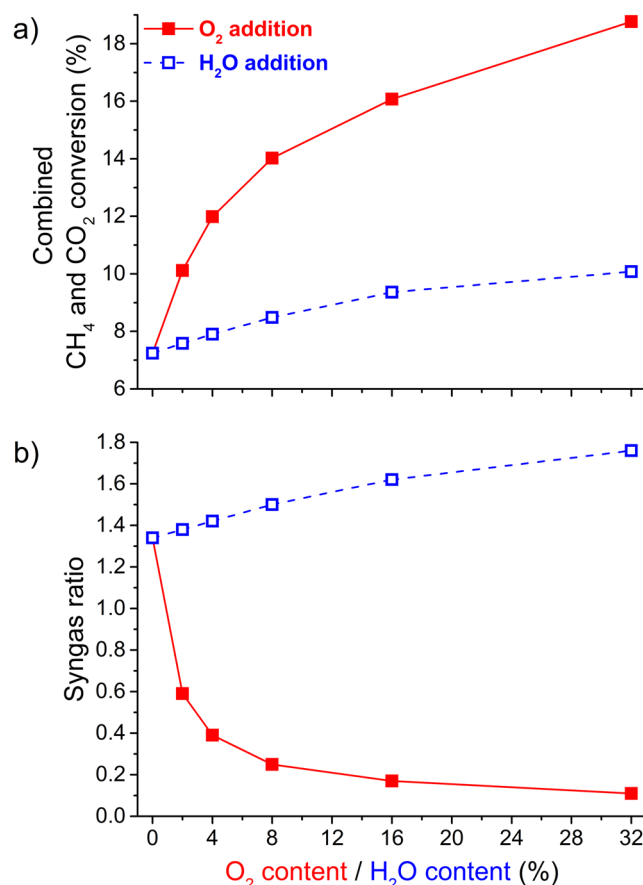 a)
O₂ addition
H₂O addition
Combined
CH₄ and CO₂ conversion (%)
18
16
14
12
10
8
6
b)
Syngas ratio
1.8
1.6
1.4
1.2
1.0
0.8
0.6
0.4
0.2
0.0
0 4 8 12 16 20 24 28 32
O₂ content / H₂O content (%)